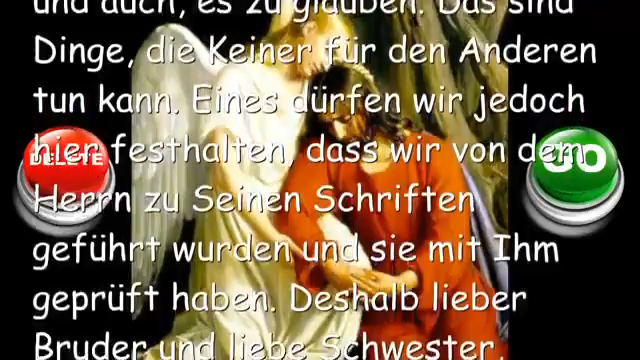 und auch, es zu glauben. Das sind
Dinge, die Keiner für den Anderen
tun kann. Eines dürfen wir jedoch
hier festhalten, dass wir von dem
Herrn zu Seinen Schriften
geführt wurden und sie mit Ihm
geprüft haben. Deshalb lieber
Bruder und liebe Schwester,
DELETE
GO